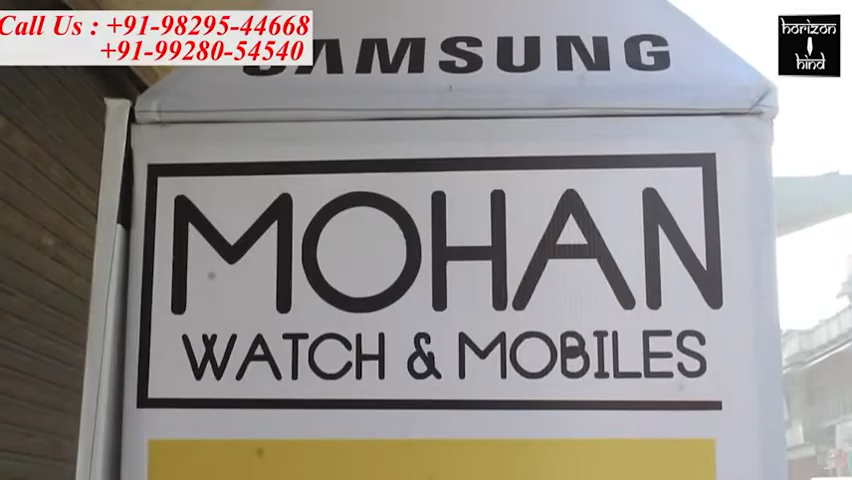 Call Us : +91-98295-44668
+91-99280-54540
SAMSUNG
horizon
hind
MOHAN
WATCH & MOBILES